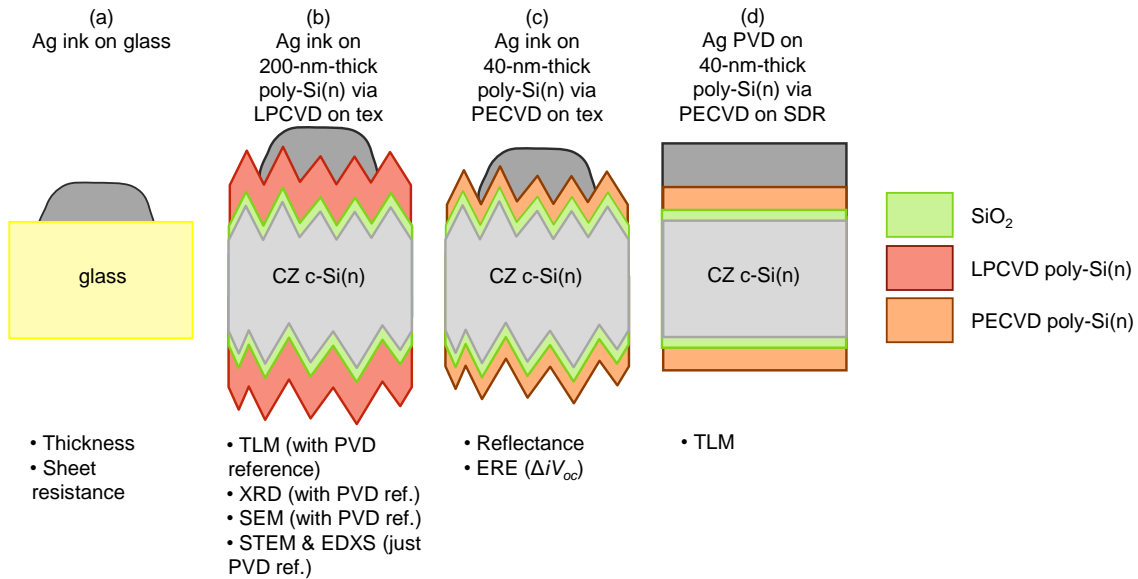 (a)
Ag ink on glass
(b)
Ag ink on
200-nm-thick
poly-Si(n) via
LPCVD on tex
(c)
Ag ink on
40-nm-thick
poly-Si(n) via
PECVD on tex
(d)
Ag PVD on
40-nm-thick
poly-Si(n) via
PECVD on SDR
glass
CZ c-Si(n)
CZ c-Si(n)
CZ c-Si(n)
SiO₂
LPCVD poly-Si(n)
PECVD poly-Si(n)
• Thickness
• Sheet
resistance
• TLM (with PVD
reference)
• XRD (with PVD ref.)
• SEM (with PVD ref.)
• STEM & EDXS (just
PVD ref.)
• Reflectance
• ERE (ΔiVoc)
• TLM